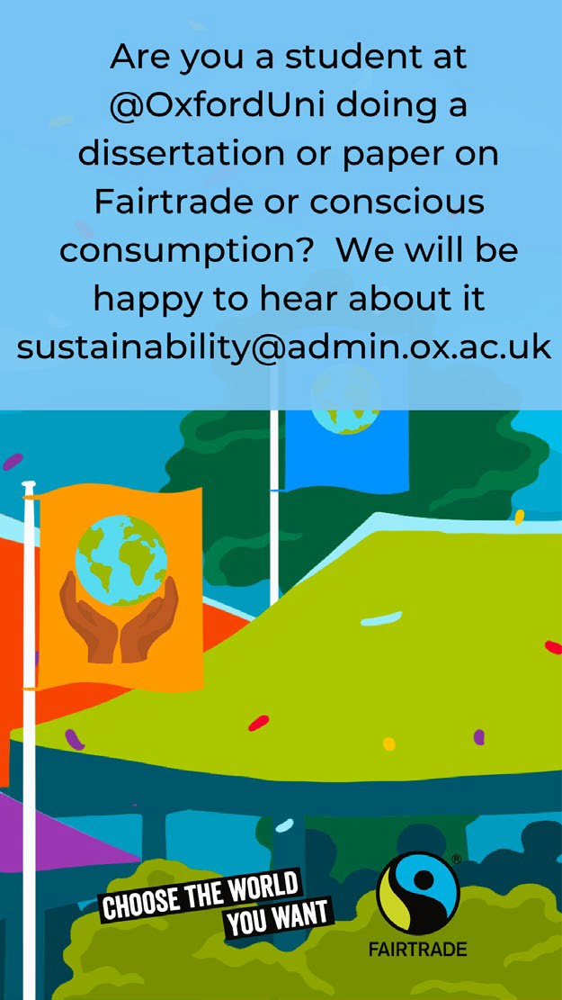 Are you a student at
@OxfordUni doing a
dissertation or paper on
Fairtrade or conscious
consumption?  We will be
happy to hear about it
sustainability@admin.ox.ac.uk
CHOOSE THE WORLD
YOU WANT
®
FAIRTRADE